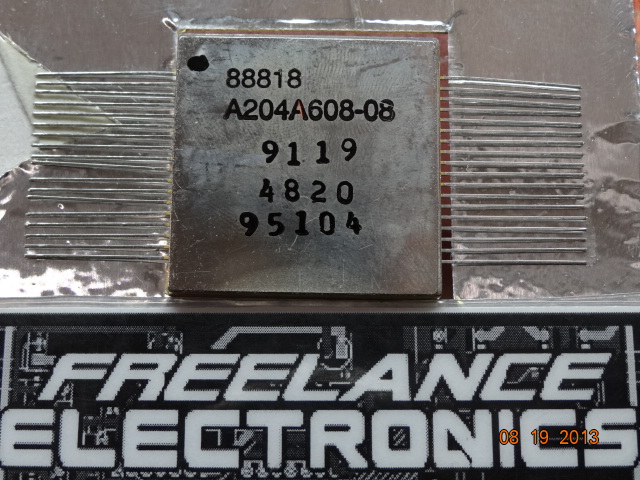 88818
A204A608-08
9119
4820
95104
FREELANCE
ELECTRONICS
08 19 2013